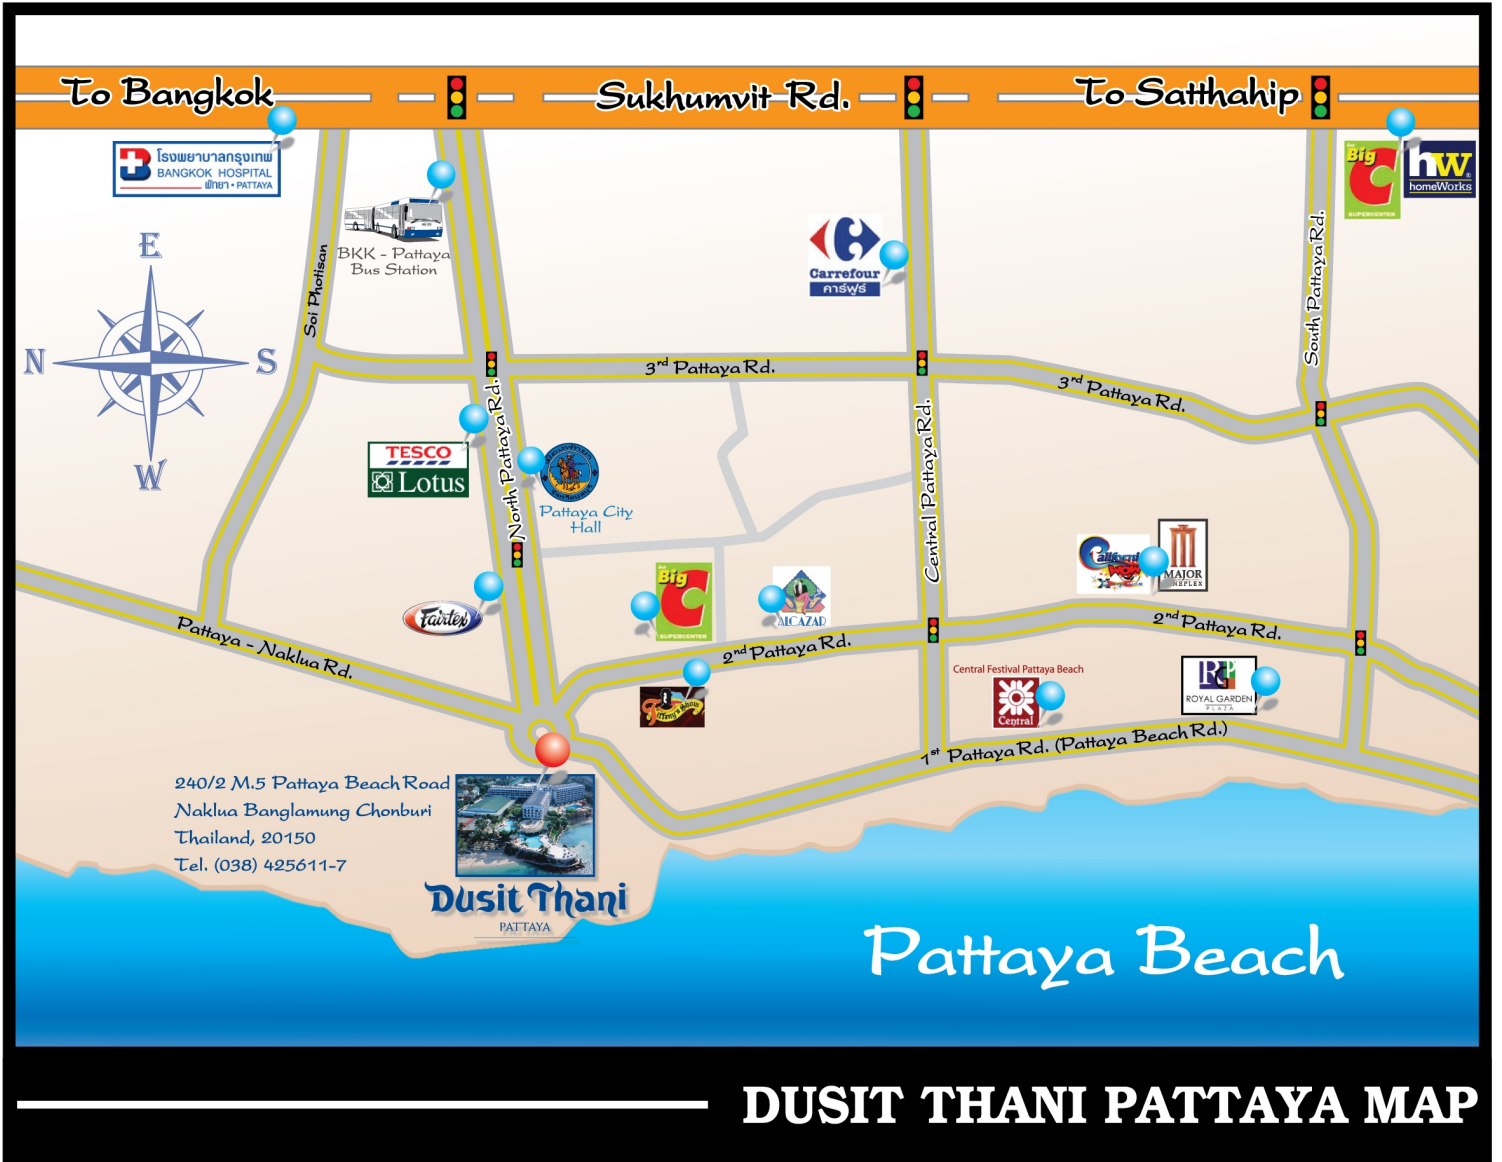 To Bangkok
Sukhumvit Rd.
To Satthahip
โรงพยาบาลกรุงเทพ
BANGKOK HOSPITAL
พัทยา • PATTAYA
BKK - Pattaya
Bus Station
Soi Photisan
Carrefour
คาร์ฟูร์
South Pattaya Rd.
Big
C
SUPERCENTER
hw
homeWorks
E
N
S
W
3rd Pattaya Rd.
3rd Pattaya Rd.
TESCO
Lotus
North Pattaya Rd.
Pattaya City
Hall
Central Pattaya Rd.
California
WOW
MAJOR
CINEPLEX
Fairtex
Big
C
SUPERCENTER
ALCAZAR
Pattaya - Naklua Rd.
2nd Pattaya Rd.
2nd Pattaya Rd.
Tiffany's Show
Central Festival Pattaya Beach
Central
RGP
ROYAL GARDEN
PLAZA
1st Pattaya Rd. (Pattaya Beach Rd.)
240/2 M.5 Pattaya Beach Road
Naklua Banglamung Chonburi
Thailand, 20150
Tel. (038) 425611-7
Dusit Thani
PATTAYA
Pattaya Beach
DUSIT THANI PATTAYA MAP